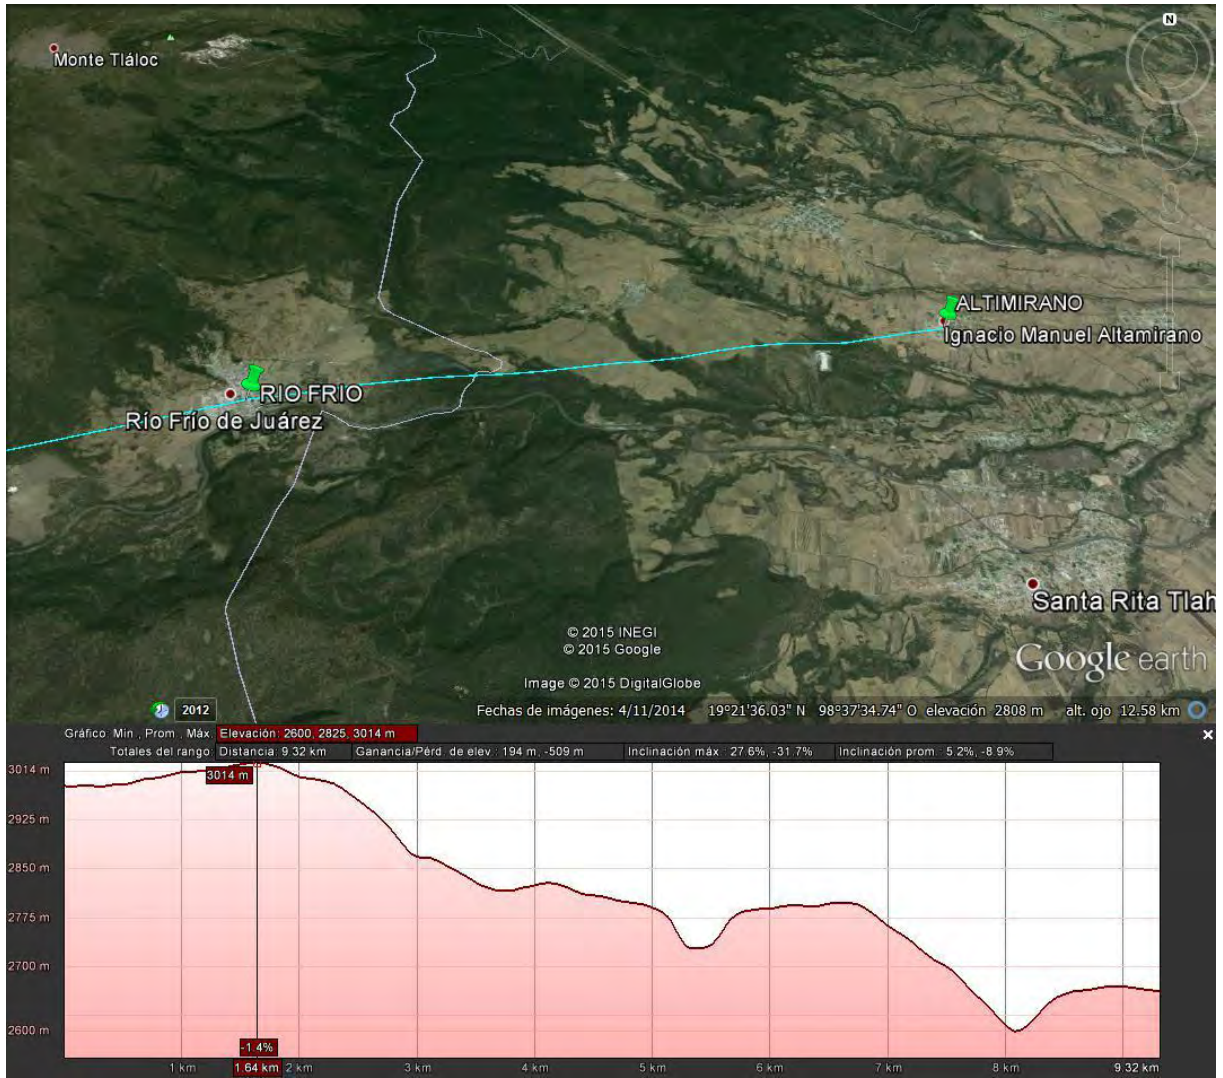 N
Monte Tláloc
ALTIMIRANO
Ignacio Manuel Altamirano
RIO FRIO
Río Frío de Juárez
Santa Rita Tlah
© 2015 INEGI
© 2015 Google
Google earth
Image © 2015 DigitalGlobe
2012
Fechas de imágenes: 4/11/2014 19°21'36.03" N 98°37'34.74" O elevación 2808 m alt. ojo 12.58 km
Gráfico: Mín., Prom., Máx. Elevación: 2600, 2825, 3014 m
Totales del rango: Distancia: 9.32 km Ganancia/Pérd. de elev.: 194 m, -509 m Inclinación máx.: 27.6%, -31.7% Inclinación prom.: 5.2%, -8.9%
3014 m
3014 m
2925 m
2850 m
2775 m
2700 m
2600 m
-1.4%
1 km 1.64 km 2 km 3 km 4 km 5 km 6 km 7 km 8 km 9.32 km